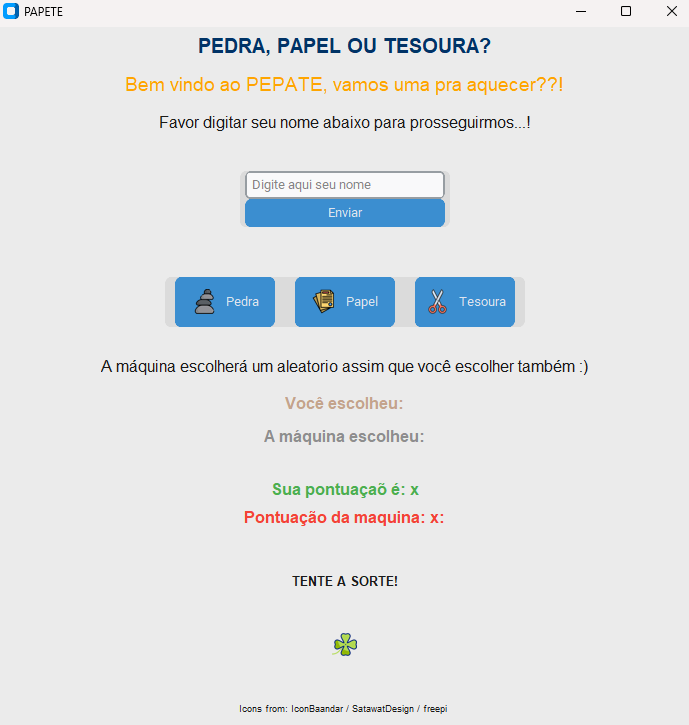 PAPETE
PEDRA, PAPEL OU TESOURA?
Bem vindo ao PEPATE, vamos uma pra aquecer??!
Favor digitar seu nome abaixo para prosseguirmos...!
Digite aqui seu nome
Enviar
Pedra Papel Tesoura
A máquina escolherá um aleatorio assim que você escolher também :)
Você escolheu:
A máquina escolheu:
Sua pontuaçaõ é: x
Pontuação da maquina: x:
TENTE A SORTE!
Icons from: IconBaandar / SatawatDesign / freepi